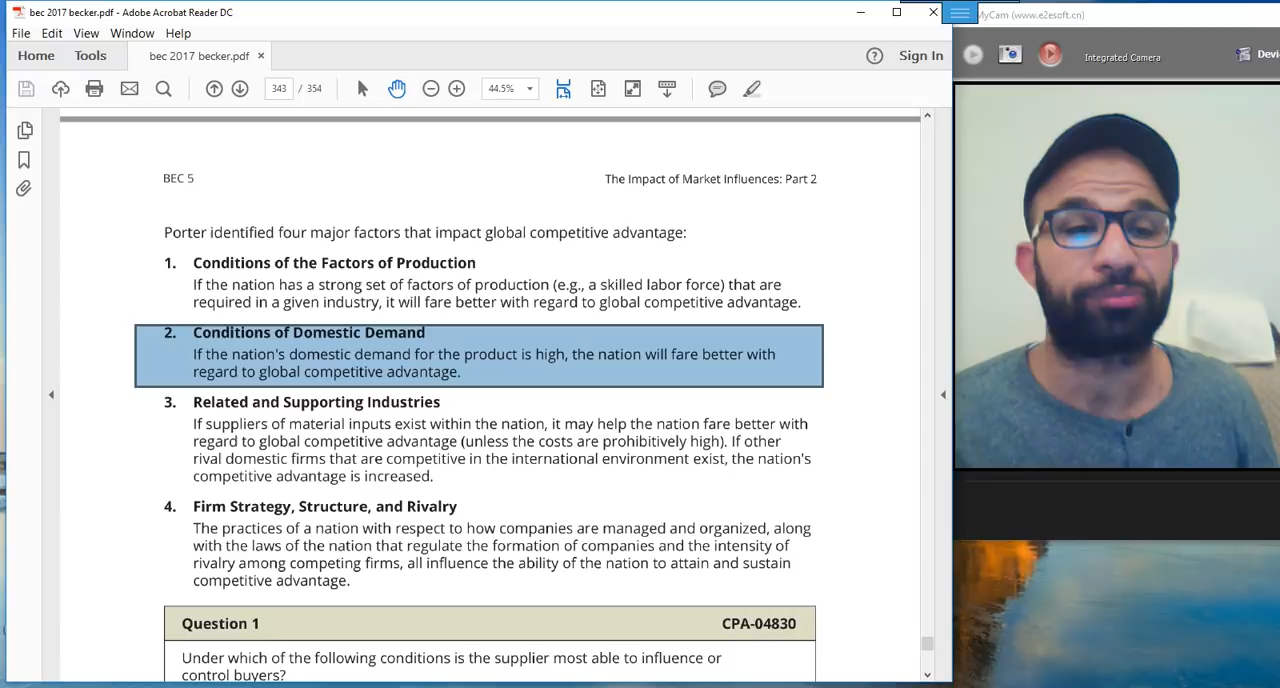 bec 2017 becker.pdf - Adobe Acrobat Reader DC
MyCam (www.e2esoft.cn)
File Edit View Window Help
Home Tools bec 2017 becker.pdf × Sign In
Integrated Camera
343 / 354 44.5%
BEC 5 The Impact of Market Influences: Part 2
Porter identified four major factors that impact global competitive advantage:
1. Conditions of the Factors of Production
If the nation has a strong set of factors of production (e.g., a skilled labor force) that are
required in a given industry, it will fare better with regard to global competitive advantage.
2. Conditions of Domestic Demand
If the nation's domestic demand for the product is high, the nation will fare better with
regard to global competitive advantage.
3. Related and Supporting Industries
If suppliers of material inputs exist within the nation, it may help the nation fare better with
regard to global competitive advantage (unless the costs are prohibitively high). If other
rival domestic firms that are competitive in the international environment exist, the nation's
competitive advantage is increased.
4. Firm Strategy, Structure, and Rivalry
The practices of a nation with respect to how companies are managed and organized, along
with the laws of the nation that regulate the formation of companies and the intensity of
rivalry among competing firms, all influence the ability of the nation to attain and sustain
competitive advantage.
Question 1 CPA-04830
Under which of the following conditions is the supplier most able to influence or
control buyers?